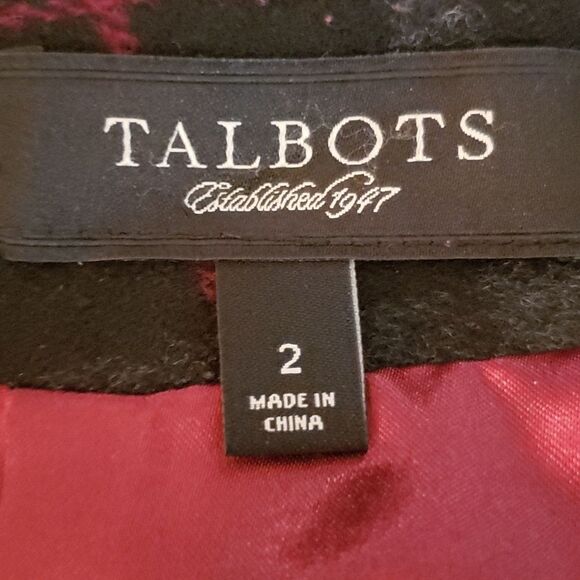 TALBOTS
Established 1947
2
MADE IN
CHINA